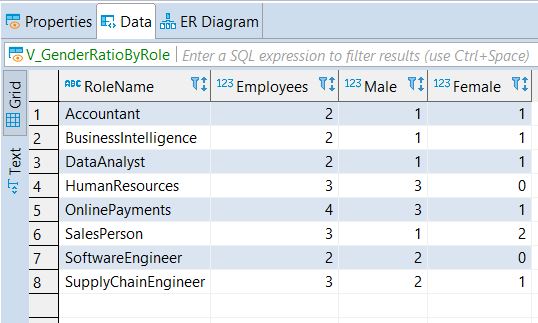 Properties Data ER Diagram
V_GenderRatioByRole Enter a SQL expression to filter results (use Ctrl+Space)
Grid
Text
ABC RoleName 123 Employees 123 Male 123 Female
1 Accountant 2 1 1
2 BusinessIntelligence 2 1 1
3 DataAnalyst 2 1 1
4 HumanResources 3 3 0
5 OnlinePayments 4 3 1
6 SalesPerson 3 1 2
7 SoftwareEngineer 2 2 0
8 SupplyChainEngineer 3 2 1